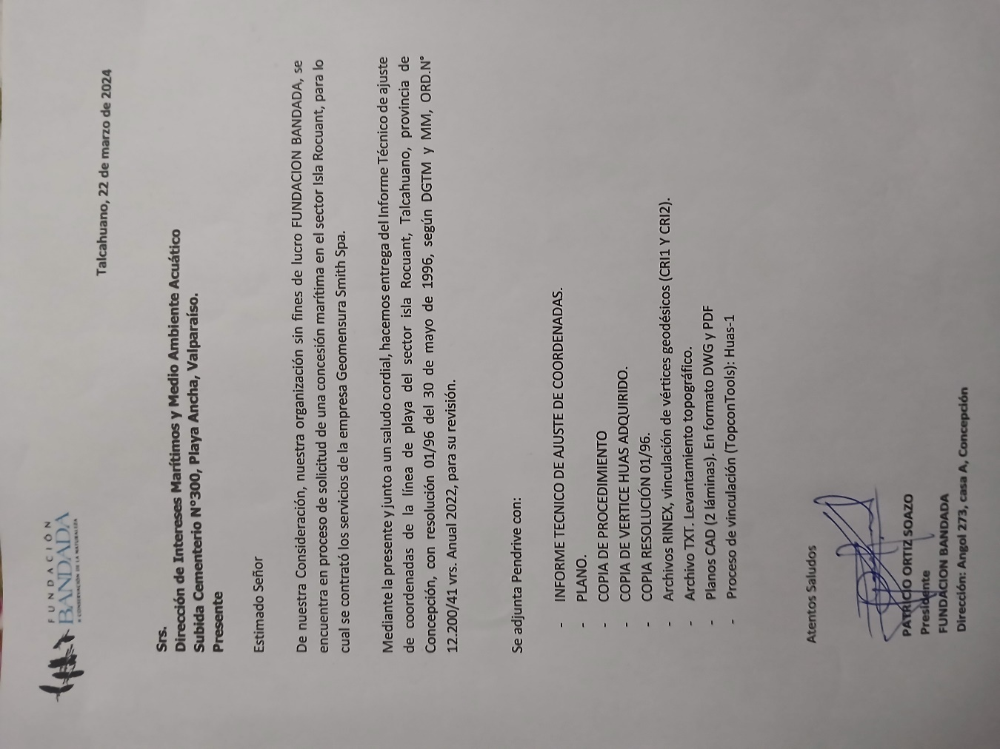 FUNDACIÓN
BANDADA
& CONSERVACIÓN DE LA NATURALEZA
Talcahuano, 22 de marzo de 2024
Srs.
Dirección de Intereses Marítimos y Medio Ambiente Acuático
Subida Cementerio N°300, Playa Ancha, Valparaíso.
Presente
Estimado Señor
De nuestra Consideración, nuestra organización sin fines de lucro FUNDACION BANDADA, se
encuentra en proceso de solicitud de una concesión marítima en el sector Isla Rocuant, para lo
cual se contrató los servicios de la empresa Geomensura Smith Spa.
Mediante la presente y junto a un saludo cordial, hacemos entrega del Informe Técnico de ajuste
de coordenadas de la línea de playa del sector isla Rocuant, Talcahuano, provincia de
Concepción, con resolución 01/96 del 30 de mayo de 1996, según DGTM y MM, ORD.N°
12.200/41 vrs. Anual 2022, para su revisión.
Se adjunta Pendrive con:
- INFORME TECNICO DE AJUSTE DE COORDENADAS.
- PLANO.
- COPIA DE PROCEDIMIENTO
- COPIA DE VERTICE HUAS ADQUIRIDO.
- COPIA RESOLUCIÓN 01/96.
- Archivos RINEX, vinculación de vértices geodésicos (CRI1 Y CRI2).
- Archivo TXT. Levantamiento topográfico.
- Planos CAD (2 láminas). En formato DWG y PDF
- Proceso de vinculación (TopconTools): Huas-1
Atentos Saludos
PATRICIO ORTIZ SOAZO
Presidente
FUNDACION BANDADA
Dirección: Angol 273, casa A, Concepción